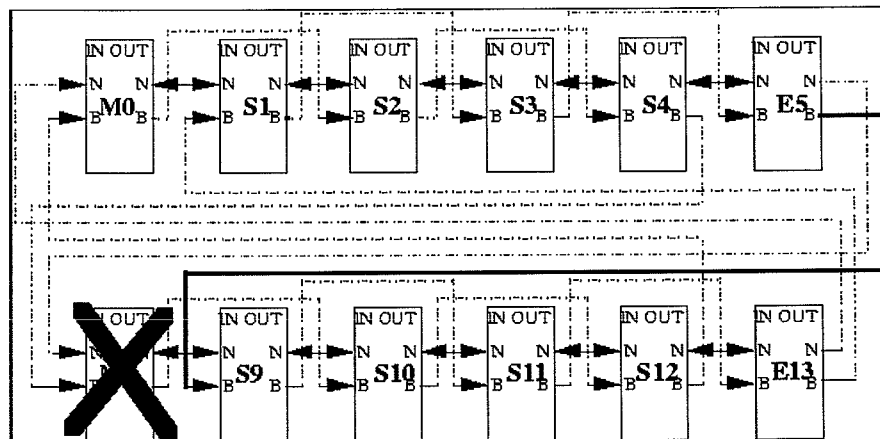 IN OUT IN OUT IN OUT IN OUT IN OUT IN OUT
N N N N N N N N N N N N
M0 S1 S2 S3 S4 E5
B B B B B B B B B B B B
IN OUT IN OUT IN OUT IN OUT IN OUT
N N N N N N N N N N
S9 S10 S11 S12 E13
B B B B B B B B B B